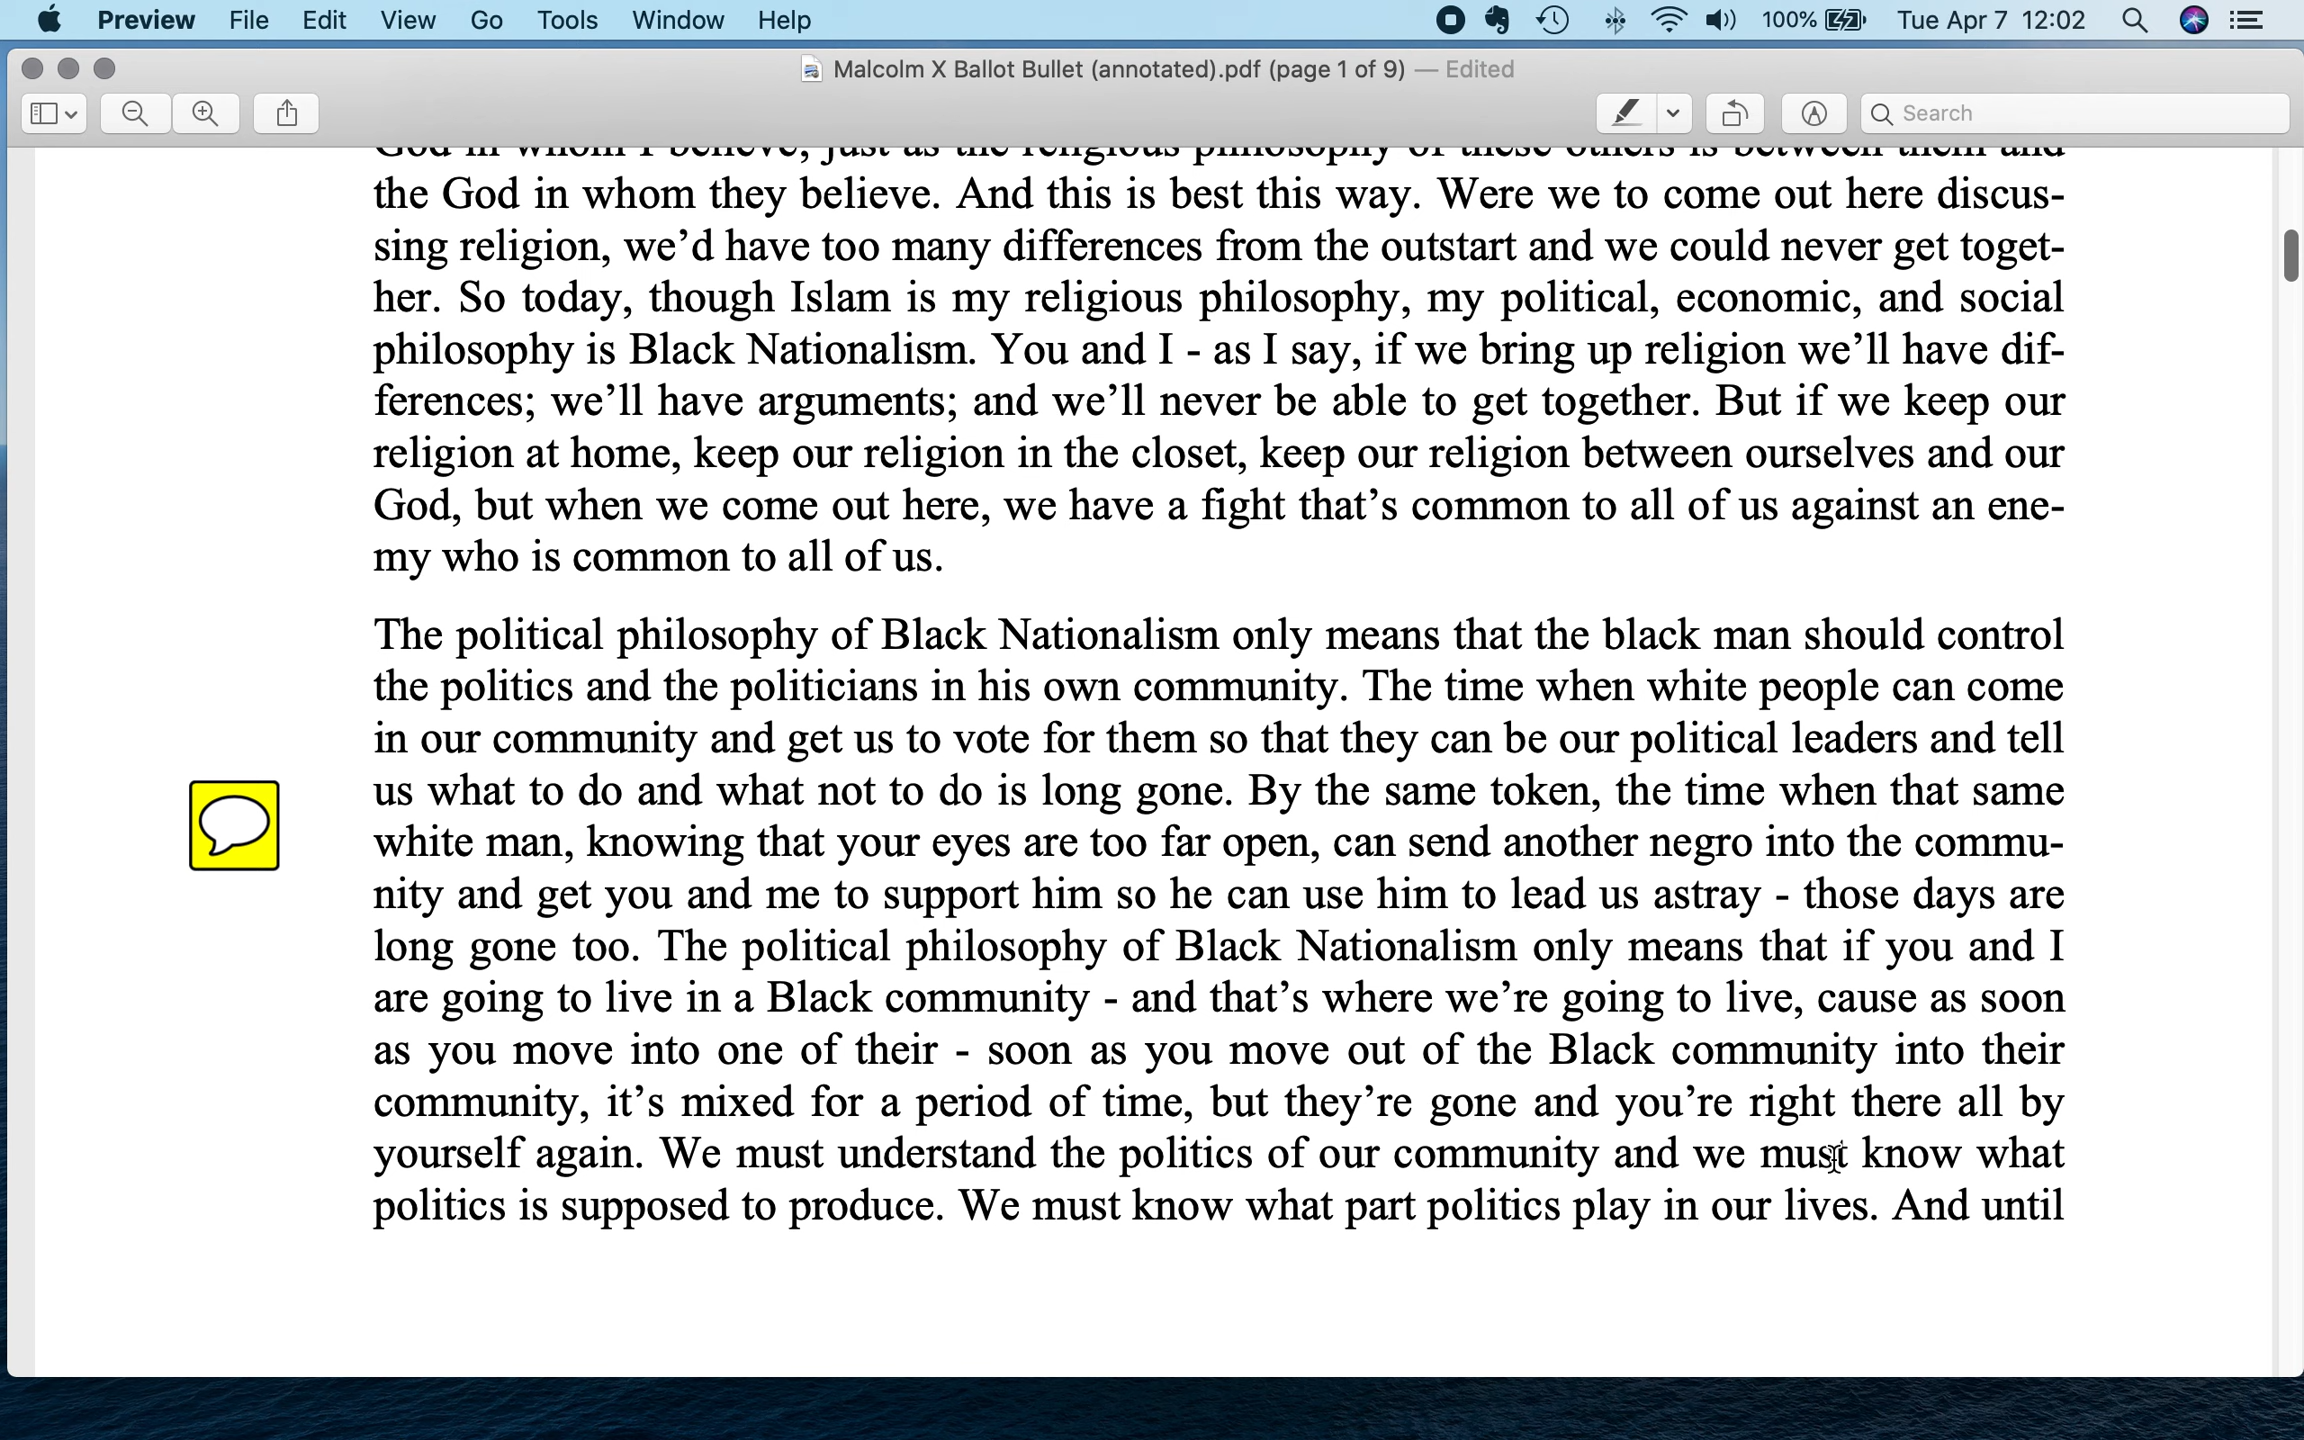 Preview File Edit View Go Tools Window Help 100% Tue Apr 7 12:02
Malcolm X Ballot Bullet (annotated).pdf (page 1 of 9) — Edited
Search
God in whom I believe, just as the religious philosophy of these others is between them and
the God in whom they believe. And this is best this way. Were we to come out here discus-
sing religion, we’d have too many differences from the outstart and we could never get toget-
her. So today, though Islam is my religious philosophy, my political, economic, and social
philosophy is Black Nationalism. You and I - as I say, if we bring up religion we’ll have dif-
ferences; we’ll have arguments; and we’ll never be able to get together. But if we keep our
religion at home, keep our religion in the closet, keep our religion between ourselves and our
God, but when we come out here, we have a fight that’s common to all of us against an ene-
my who is common to all of us.
The political philosophy of Black Nationalism only means that the black man should control
the politics and the politicians in his own community. The time when white people can come
in our community and get us to vote for them so that they can be our political leaders and tell
us what to do and what not to do is long gone. By the same token, the time when that same
white man, knowing that your eyes are too far open, can send another negro into the commu-
nity and get you and me to support him so he can use him to lead us astray - those days are
long gone too. The political philosophy of Black Nationalism only means that if you and I
are going to live in a Black community - and that’s where we’re going to live, cause as soon
as you move into one of their - soon as you move out of the Black community into their
community, it’s mixed for a period of time, but they’re gone and you’re right there all by
yourself again. We must understand the politics of our community and we must know what
politics is supposed to produce. We must know what part politics play in our lives. And until